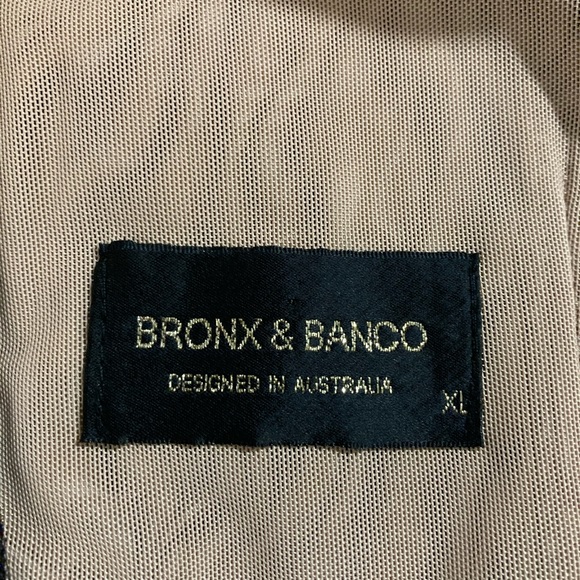 BRONX & BANCO
DESIGNED IN AUSTRALIA
XL